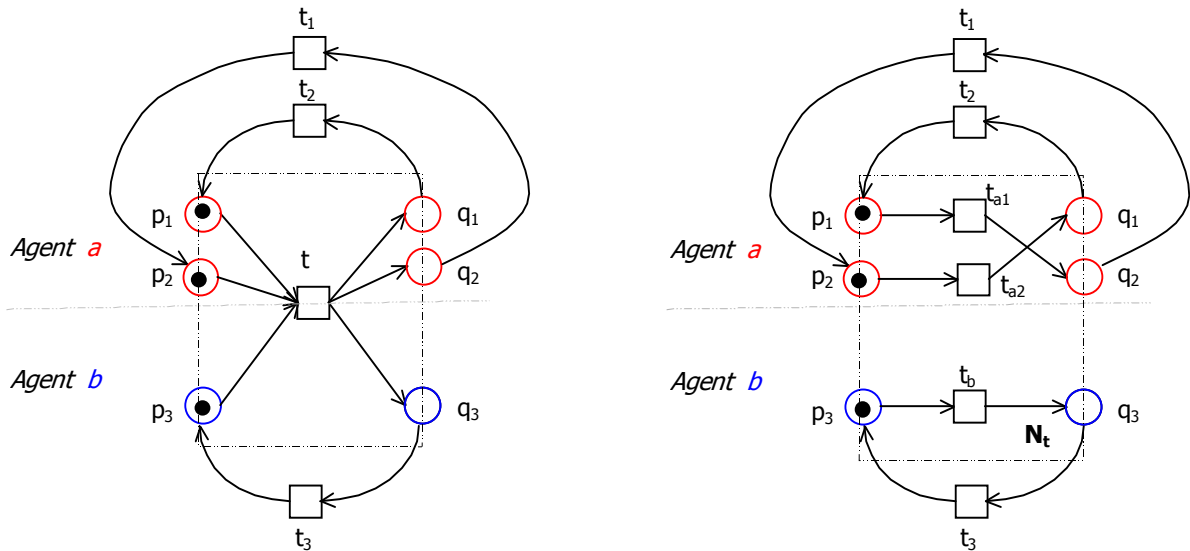 t1
t2
p1
q1
Agent a
t
p2
q2
Agent b
p3
q3
t3
t1
t2
ta1
p1
q1
Agent a
p2
q2
ta2
Agent b
tb
p3
q3
Nt
t3